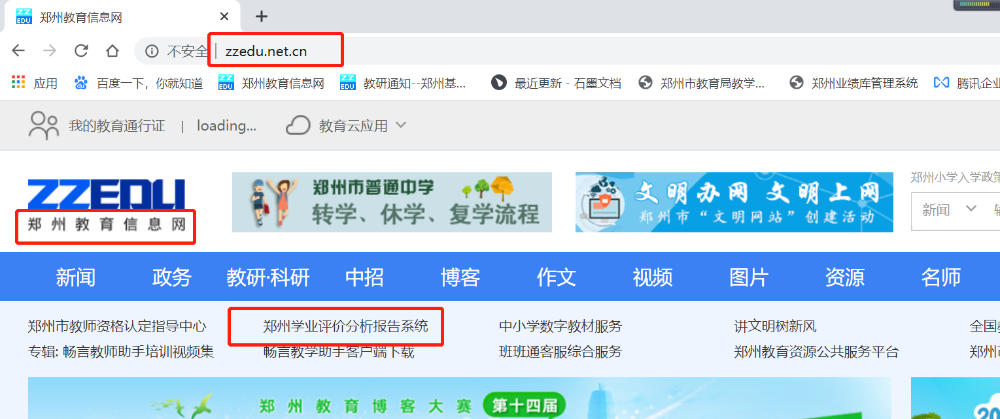 郑州教育信息网
不安全 | zzedu.net.cn
应用 百度一下，你就知道 郑州教育信息网 教研通知--郑州基... 最近更新 - 石墨文档 郑州市教育局教学... 郑州业绩库管理系统 腾讯企业
我的教育通行证 | loading... 教育云应用
ZZEDU
郑州教育信息网
郑州市普通中学
转学、休学、复学流程
文明办网 文明上网
郑州市“文明网站”创建活动
郑州小学入学政策
新闻
新闻 政务 教研·科研 中招 博客 作文 视频 图片 资源 名师
郑州市教师资格认定指导中心 郑州学业评价分析报告系统 中小学数字教材服务 讲文明树新风 全国
专辑: 畅言教师助手培训视频集 畅言教学助手客户端下载 班班通客服综合服务 郑州教育资源公共服务平台 郑州
郑州教育博客大赛 第十四届
20